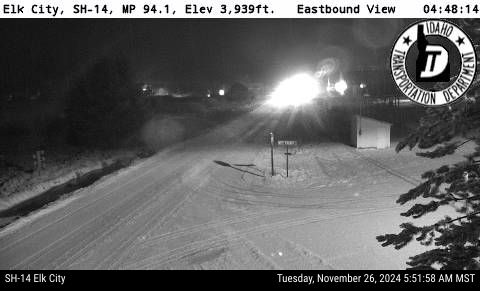 Elk City, SH-14, MP 94.1, Elev 3,939ft. Eastbound View 04:48:14
IDAHO
TRANSPORTATION DEPARTMENT
SH-14 Elk City
Tuesday, November 26, 2024 5:51:58 AM MST